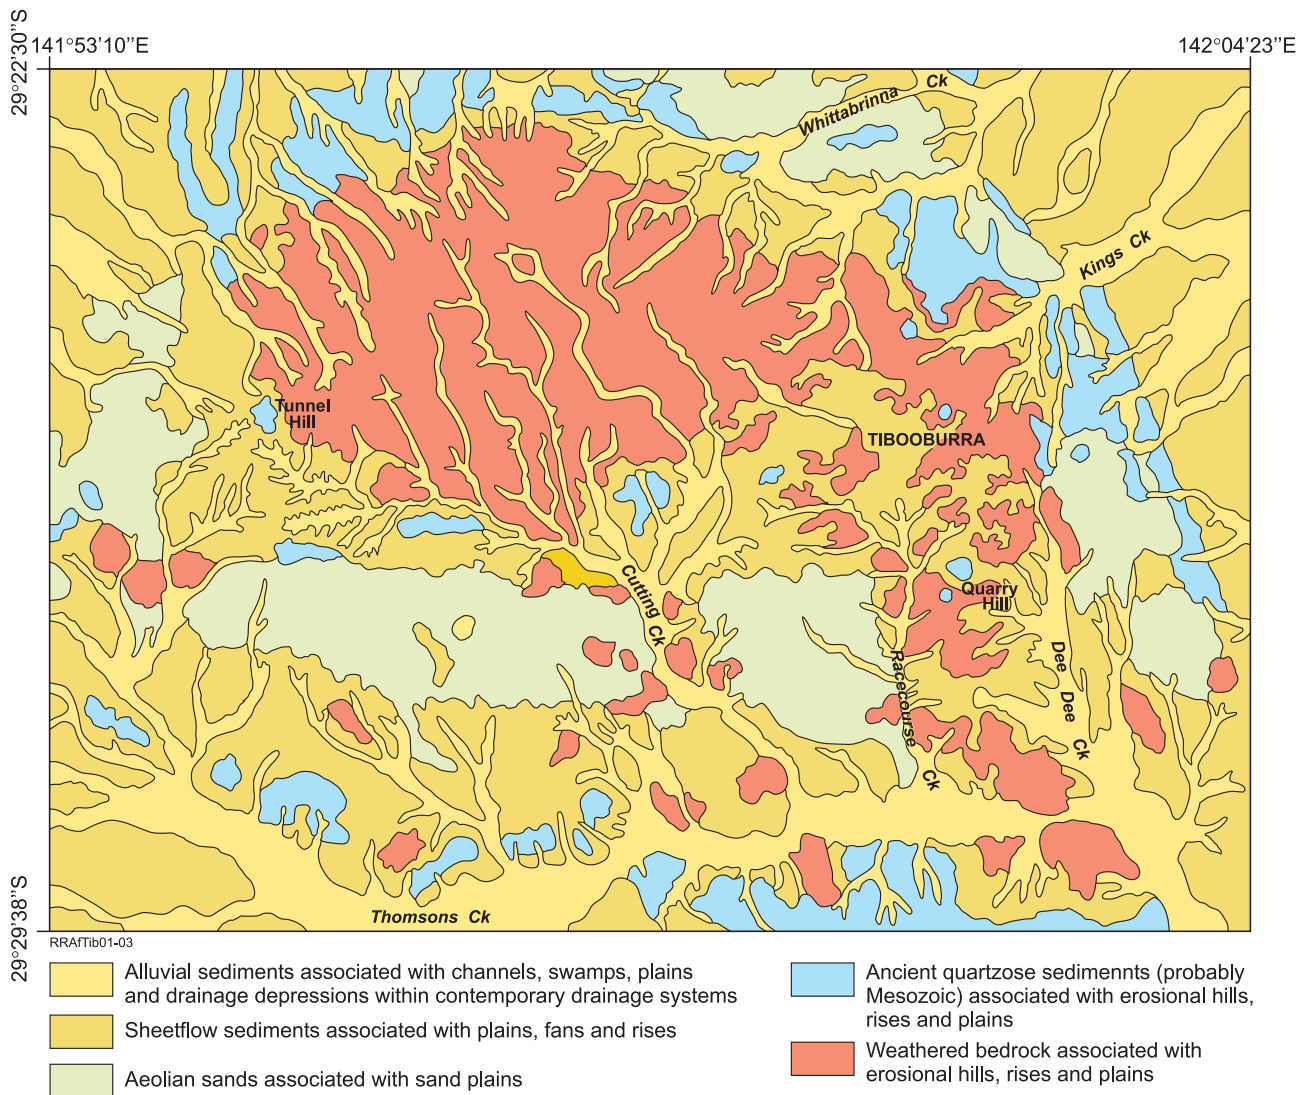 141°53'10"E
142°04'23"E
29°22'30"S
Whittabrinna Ck
Kings Ck
Tunnel
Hill
TIBOOBURRA
Cutting Ck
Quarry
Hill
Racecourse Ck
Dee Dee Ck
Thomsons Ck
29°29'38"S
RRAfTib01-03
Alluvial sediments associated with channels, swamps, plains
and drainage depressions within contemporary drainage systems
Sheetflow sediments associated with plains, fans and rises
Aeolian sands associated with sand plains
Ancient quartzose sedimennts (probably
Mesozoic) associated with erosional hills,
rises and plains
Weathered bedrock associated with
erosional hills, rises and plains